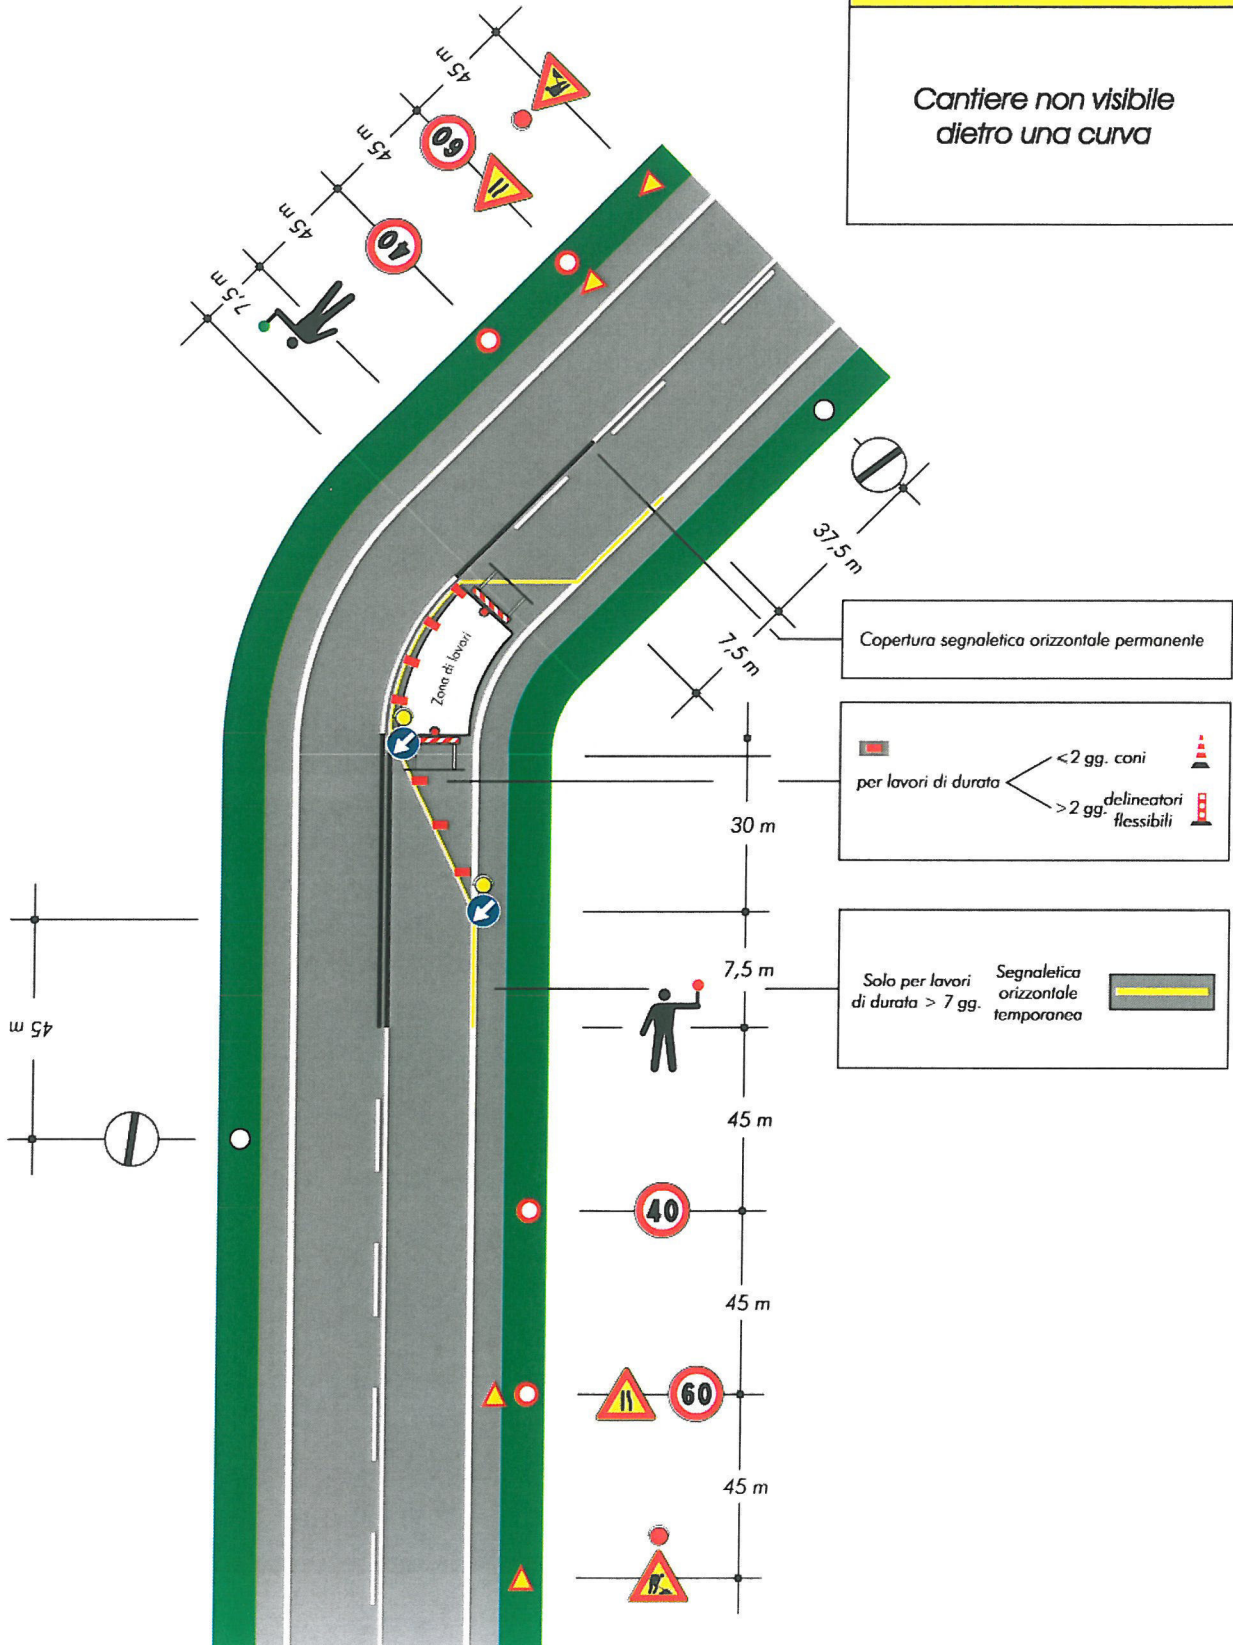 Cantiere non visibile
dietro una curva
45 m
45 m
60
45 m
40
7,5 m
37,5 m
7,5 m
Copertura segnaletica orizzontale permanente
Zona di lavori
per lavori di durata
<2 gg. coni
>2 gg. delineatori
flessibili
30 m
7,5 m
Solo per lavori
di durata > 7 gg.
Segnaletica
orizzontale
temporanea
45 m
45 m
40
45 m
60
45 m